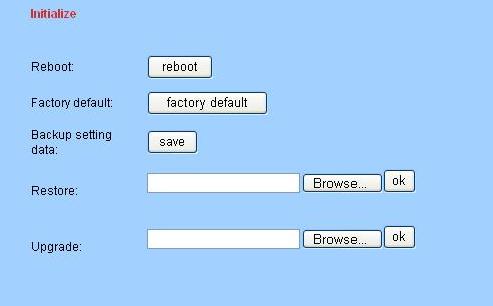 Initialize
Reboot: reboot
Factory default: factory default
Backup setting
data: save
Restore: Browse... ok
Upgrade: Browse... ok